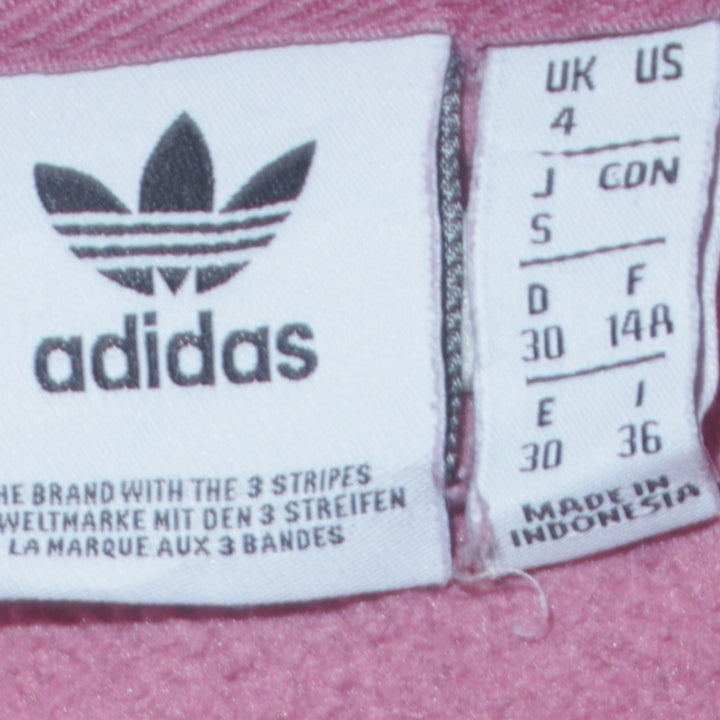 adidas
HE BRAND WITH THE 3 STRIPES
WELTMARKE MIT DEN 3 STREIFEN
LA MARQUE AUX 3 BANDES
UK US
4
J CDN
S
D F
30 14A
E I
30 36
MADE IN
INDONESIA